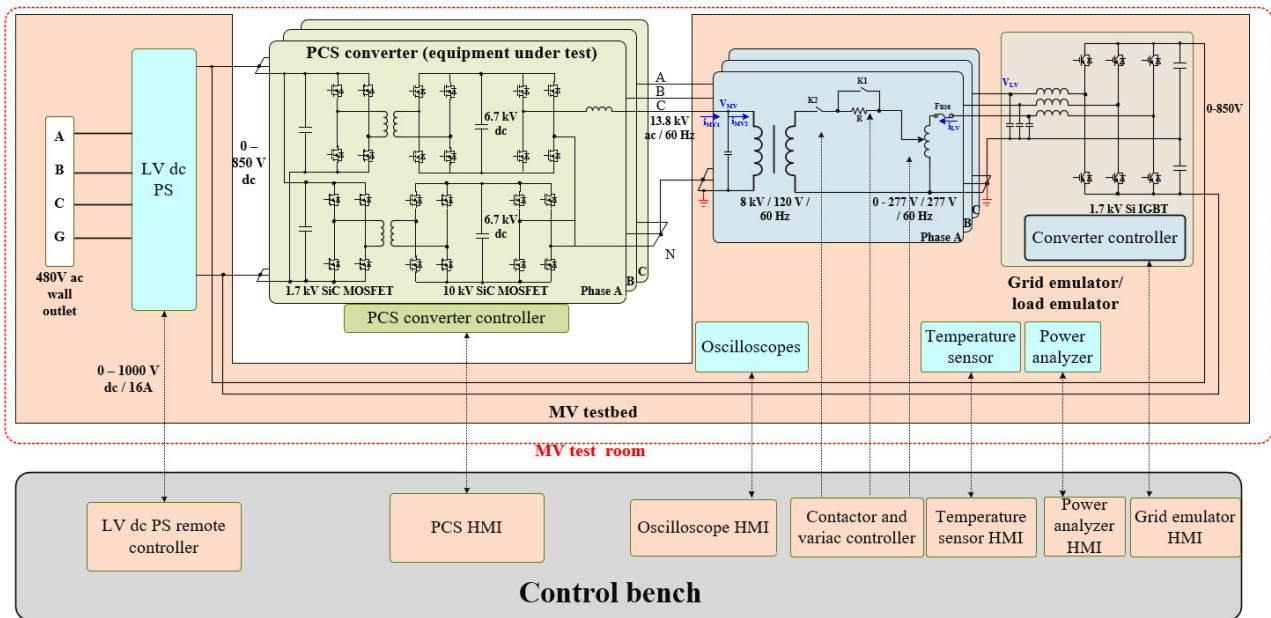 PCS converter (equipment under test)
A
B
C
G
480V ac
wall
outlet
LV dc
PS
0 –
850 V
dc
6.7 kV
dc
6.7 kV
dc
1.7 kV SiC MOSFET
10 kV SiC MOSFET
Phase A
B
C
PCS converter controller
A
B
C
13.8 kV
ac / 60
Hz
N
V_MV
i_MV1
i_MV2
K2
K1
R
Fuse
i_LV
8 kV / 120 V /
60 Hz
0 - 277 V / 277 V
/ 60 Hz
Phase A
B
C
V_LV
0-850V
1.7 kV Si IGBT
Converter controller
Grid emulator/
load emulator
Oscilloscopes
Temperature
sensor
Power
analyzer
0 – 1000 V
dc / 16A
MV testbed
MV test room
LV dc PS remote
controller
PCS HMI
Oscilloscope HMI
Contactor and
variac controller
Temperature
sensor HMI
Power
analyzer
HMI
Grid emulator
HMI
Control bench